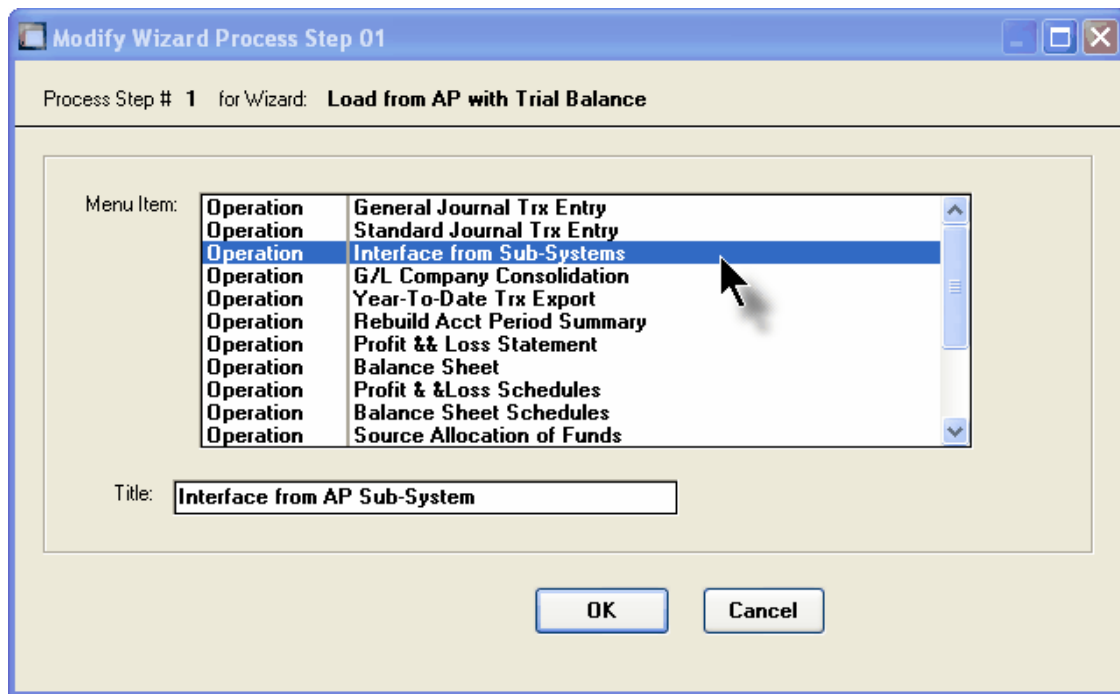 Modify Wizard Process Step 01
Process Step # 1 for Wizard: Load from AP with Trial Balance
Menu Item:
Operation General Journal Trx Entry
Operation Standard Journal Trx Entry
Operation Interface from Sub-Systems
Operation G/L Company Consolidation
Operation Year-To-Date Trx Export
Operation Rebuild Acct Period Summary
Operation Profit && Loss Statement
Operation Balance Sheet
Operation Profit & &Loss Schedules
Operation Balance Sheet Schedules
Operation Source Allocation of Funds
Title: Interface from AP Sub-System
OK Cancel